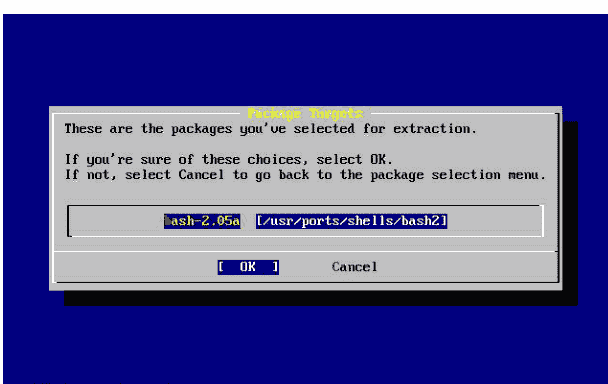 Package Targets
These are the packages you've selected for extraction.
If you're sure of these choices, select OK.
If not, select Cancel to go back to the package selection menu.
bash-2.05a [/usr/ports/shells/bash2]
[ OK ] Cancel